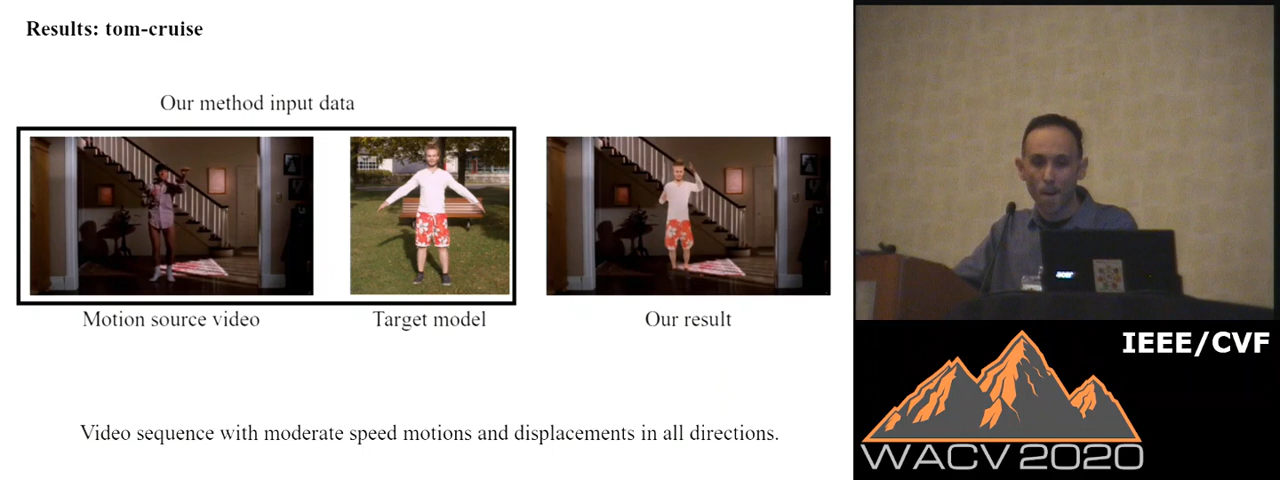 Results: tom-cruise
Our method input data
Motion source video
Target model
Our result
Video sequence with moderate speed motions and displacements in all directions.
acer
IEEE/CVF
WACV 2020